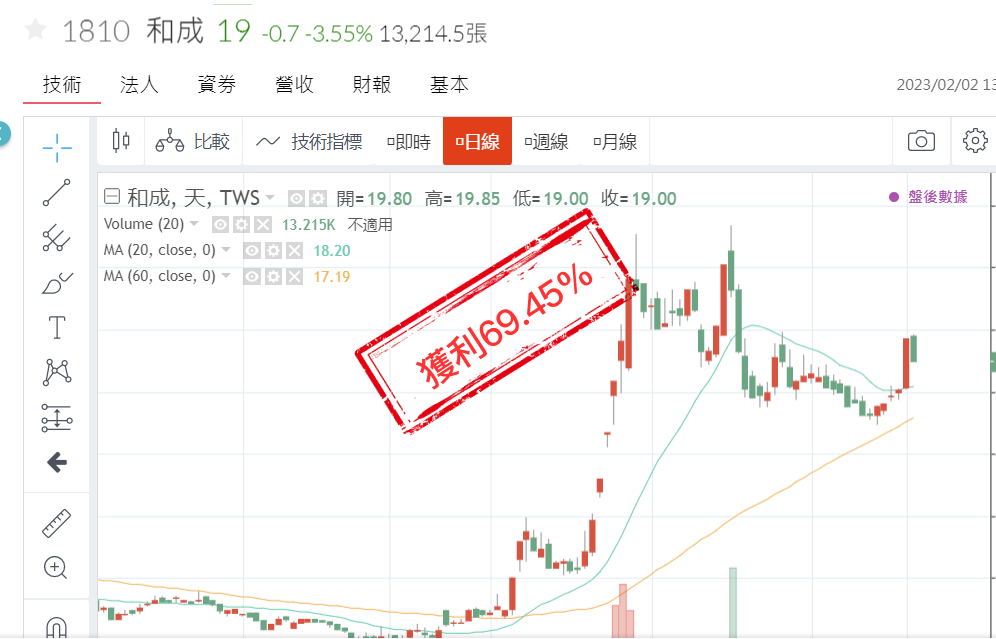 1810 和成 19 -0.7 -3.55% 13,214.5張
技術 法人 資券 營收 財報 基本
2023/02/02 13
比較 技術指標 即時 日線 週線 月線
和成, 天, TWS 開=19.80 高=19.85 低=19.00 收=19.00
盤後數據
Volume (20) 13.215K 不適用
MA (20, close, 0) 18.20
MA (60, close, 0) 17.19
獲利69.45%
T